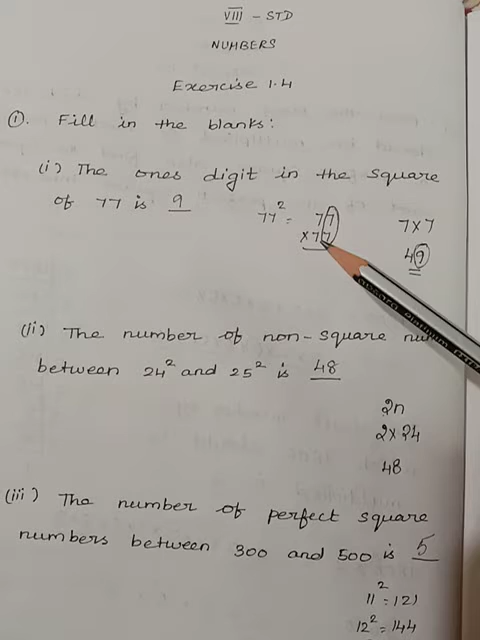 VIII - STD
NUMBERS
Exercise 1.4
①. Fill in the blanks:
(i) The ones digit in the square
of 77 is 9
77² = 77
×77
7×7
49
(ii) The number of non-square
between 24² and 25² is 48
2n
2×24
48
(iii) The number of perfect square
numbers between 300 and 500 is 5
11² = 121
12² = 144